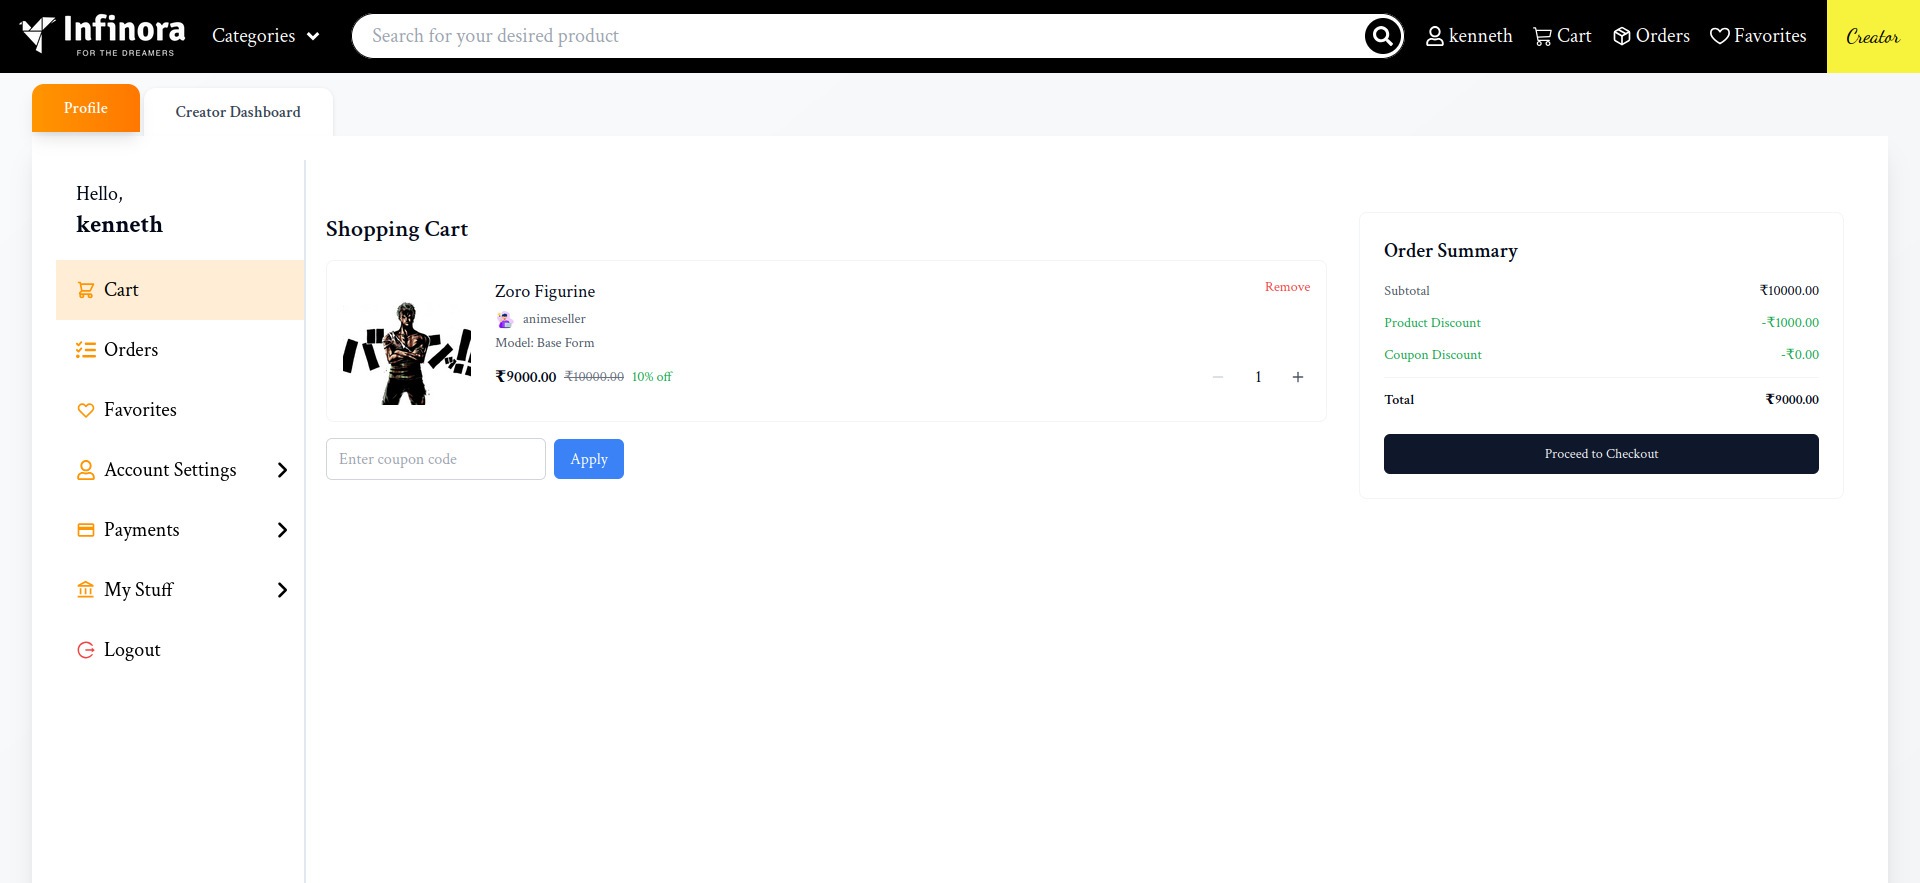 Infinora
FOR THE DREAMERS
Categories
Search for your desired product
kenneth
Cart
Orders
Favorites
Creator
Profile
Creator Dashboard
Hello,
kenneth
Cart
Orders
Favorites
Account Settings
Payments
My Stuff
Logout
Shopping Cart
Zoro Figurine
Remove
animeseller
Model: Base Form
₹9000.00 ₹10000.00 10% off
1
Enter coupon code
Apply
Order Summary
Subtotal ₹10000.00
Product Discount -₹1000.00
Coupon Discount -₹0.00
Total ₹9000.00
Proceed to Checkout